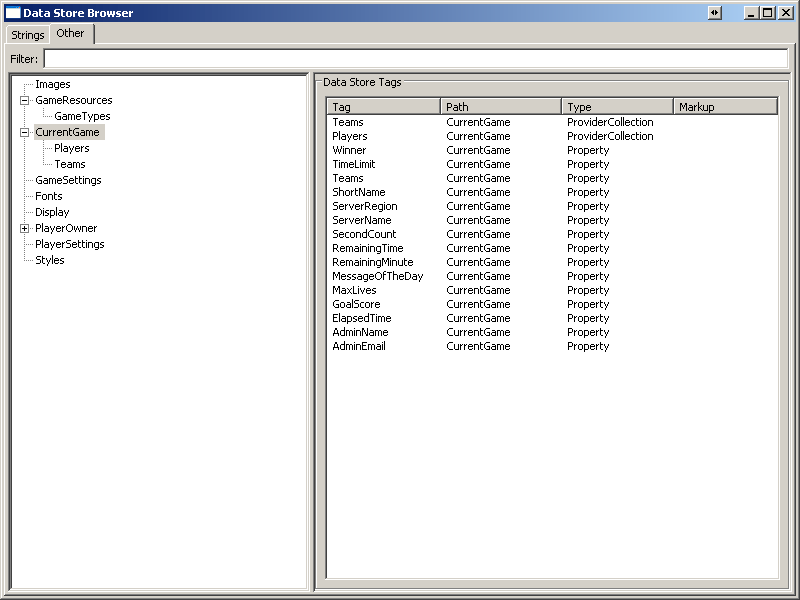 Data Store Browser
Strings Other
Filter:
Images
GameResources
GameTypes
CurrentGame
Players
Teams
GameSettings
Fonts
Display
PlayerOwner
PlayerSettings
Styles
Data Store Tags
Tag Path Type Markup
Teams CurrentGame ProviderCollection
Players CurrentGame ProviderCollection
Winner CurrentGame Property
TimeLimit CurrentGame Property
Teams CurrentGame Property
ShortName CurrentGame Property
ServerRegion CurrentGame Property
ServerName CurrentGame Property
SecondCount CurrentGame Property
RemainingTime CurrentGame Property
RemainingMinute CurrentGame Property
MessageOfTheDay CurrentGame Property
MaxLives CurrentGame Property
GoalScore CurrentGame Property
ElapsedTime CurrentGame Property
AdminName CurrentGame Property
AdminEmail CurrentGame Property